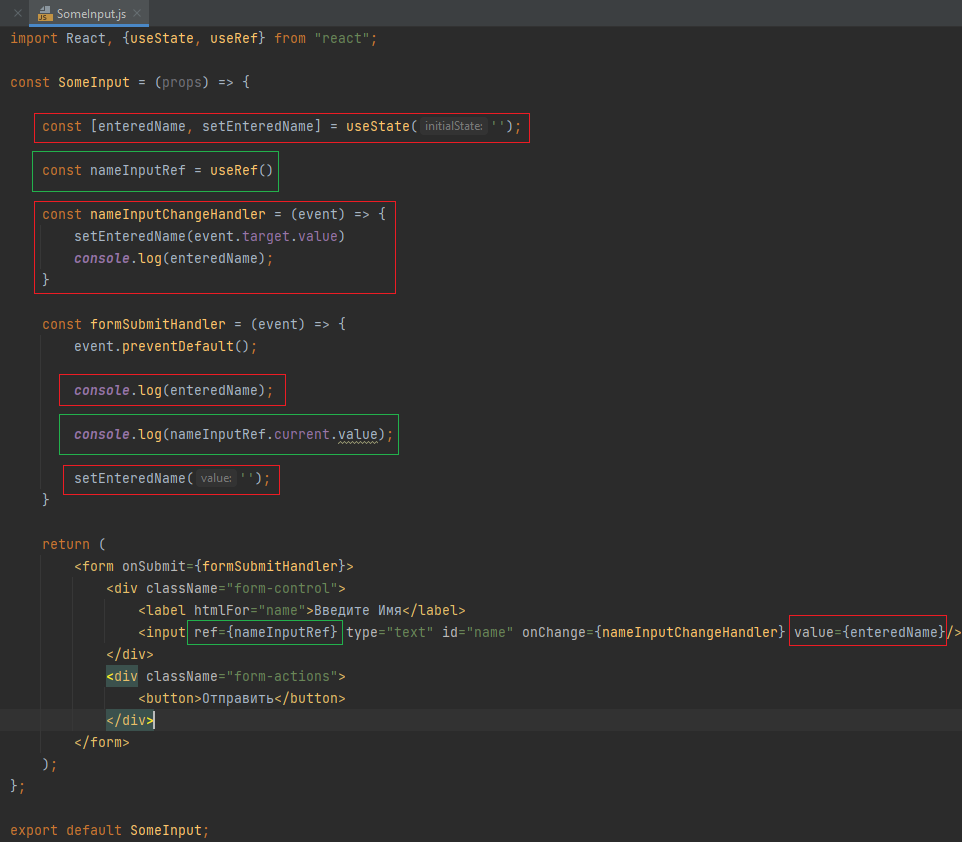 SomeInput.js
import React, {useState, useRef} from "react";
const SomeInput = (props) => {
const [enteredName, setEnteredName] = useState( initialState: '');
const nameInputRef = useRef()
const nameInputChangeHandler = (event) => {
setEnteredName(event.target.value)
console.log(enteredName);
}
const formSubmitHandler = (event) => {
event.preventDefault();
console.log(enteredName);
console.log(nameInputRef.current.value);
setEnteredName( value: '');
}
return (
<form onSubmit={formSubmitHandler}>
<div className="form-control">
<label htmlFor="name">Введите Имя</label>
<input ref={nameInputRef} type="text" id="name" onChange={nameInputChangeHandler} value={enteredName}/>
</div>
<div className="form-actions">
<button>Отправить</button>
</div>
</form>
);
};
export default SomeInput;